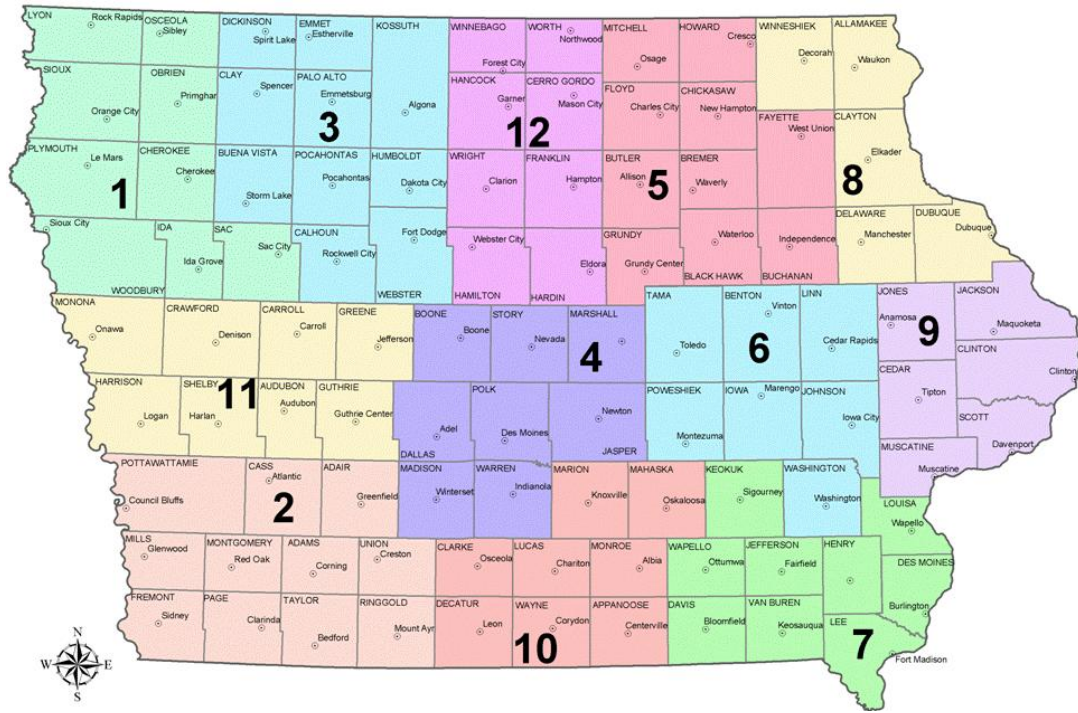 LYON
Rock Rapids
OSCEOLA
Sibley
DICKINSON
Spirit Lake
EMMET
Estherville
KOSSUTH
WINNEBAGO
Forest City
WORTH
Northwood
MITCHELL
Osage
HOWARD
Cresco
WINNESHIEK
Decorah
ALLAMAKEE
Waukon
SIOUX
Orange City
OBRIEN
Primghar
CLAY
Spencer
PALO ALTO
Emmetsburg
3
Algona
HANCOCK
Garner
12
CERRO GORDO
Mason City
FLOYD
Charles City
CHICKASAW
New Hampton
FAYETTE
West Union
CLAYTON
Elkader
8
PLYMOUTH
Le Mars
1
CHEROKEE
Cherokee
BUENA VISTA
Storm Lake
POCAHONTAS
Pocahontas
HUMBOLDT
Dakota City
WRIGHT
Clarion
FRANKLIN
Hampton
BUTLER
Allison
5
BREMER
Waverly
Sioux City
WOODBURY
IDA
Ida Grove
SAC
Sac City
CALHOUN
Rockwell City
Fort Dodge
WEBSTER
Webster City
HAMILTON
Eldora
HARDIN
GRUNDY
Grundy Center
Waterloo
BLACK HAWK
Independence
BUCHANAN
DELAWARE
Manchester
DUBUQUE
Dubuque
MONONA
Onawa
CRAWFORD
Denison
CARROLL
Carroll
GREENE
Jefferson
BOONE
Boone
STORY
Nevada
MARSHALL
4
TAMA
Toledo
BENTON
Vinton
6
LINN
Cedar Rapids
JONES
Anamosa
9
JACKSON
Maquoketa
HARRISON
Logan
SHELBY
Harlan
11
AUDUBON
Audubon
GUTHRIE
Guthrie Center
Adel
DALLAS
POLK
Des Moines
Newton
JASPER
POWESHIEK
Montezuma
IOWA
Marengo
JOHNSON
Iowa City
CEDAR
Tipton
CLINTON
Clinton
SCOTT
Davenport
MUSCATINE
Muscatine
POTTAWATTAMIE
Council Bluffs
CASS
Atlantic
2
ADAIR
Greenfield
MADISON
Winterset
WARREN
Indianola
MARION
Knoxville
MAHASKA
Oskaloosa
KEOKUK
Sigourney
WASHINGTON
Washington
LOUISA
Wapello
MILLS
Glenwood
MONTGOMERY
Red Oak
ADAMS
Corning
UNION
Creston
CLARKE
Osceola
LUCAS
Chariton
MONROE
Albia
WAPELLO
Ottumwa
JEFFERSON
Fairfield
HENRY
DES MOINES
Burlington
FREMONT
Sidney
PAGE
Clarinda
TAYLOR
Bedford
RINGGOLD
Mount Ayr
DECATUR
Leon
WAYNE
Corydon
10
APPANOOSE
Centerville
DAVIS
Bloomfield
VAN BUREN
Keosauqua
LEE
7
Fort Madison
N
W
E
S